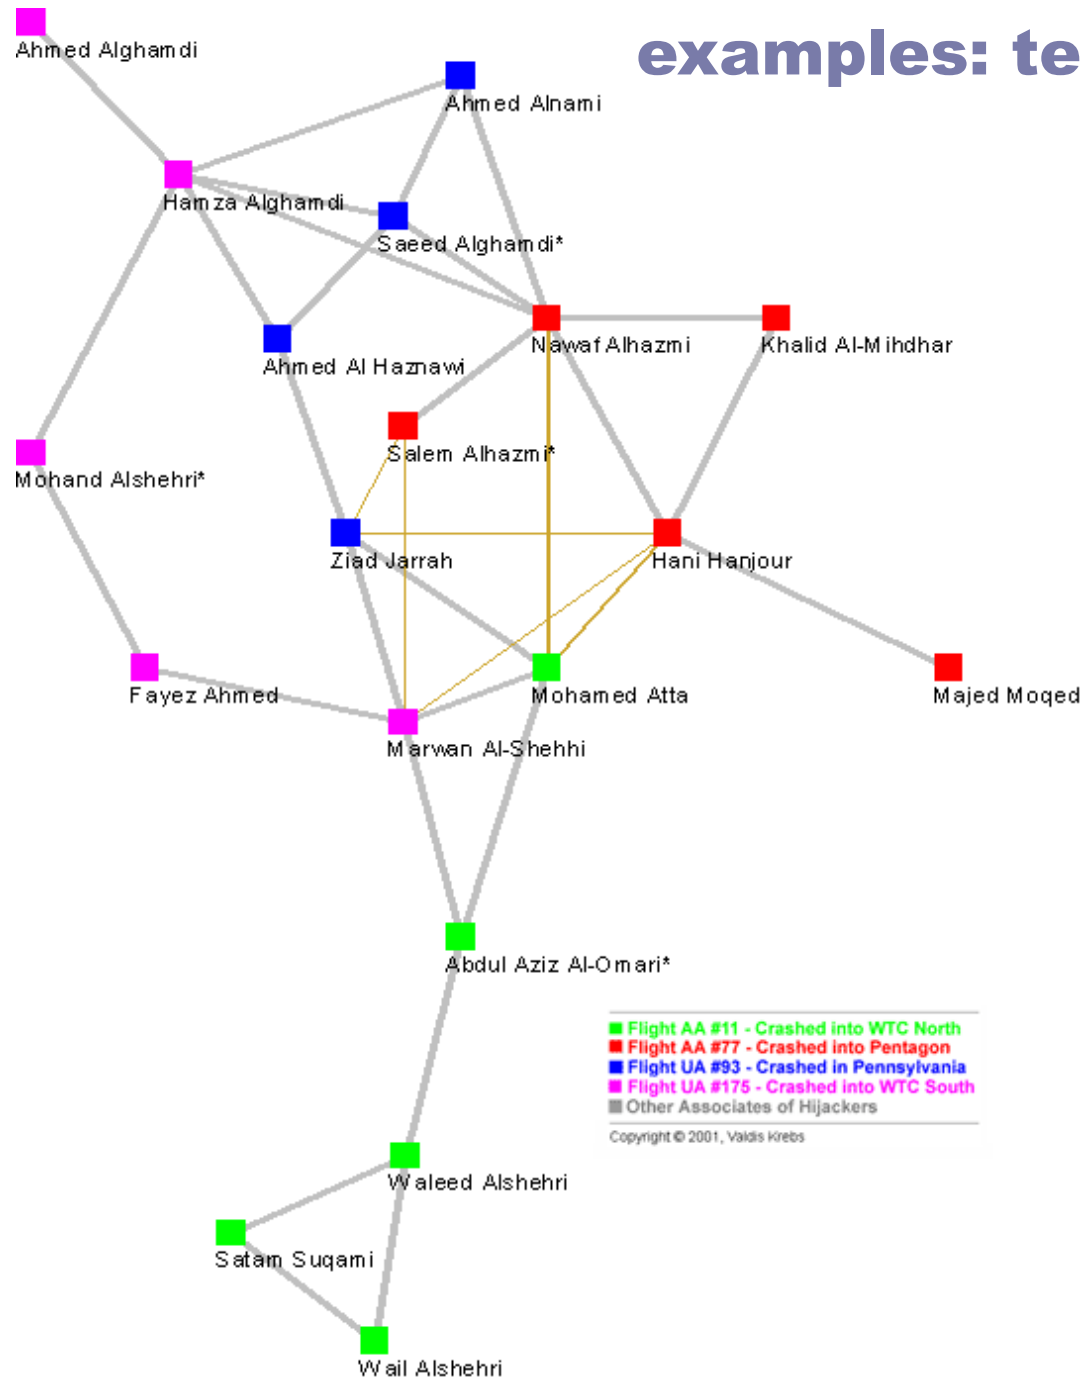 examples: te
Ahmed Alghamdi
Ahmed Alnami
Hamza Alghamdi
Saeed Alghamdi*
Nawaf Alhazmi
Khalid Al-Mihdhar
Ahmed Al Haznawi
Salem Alhazmi*
Mohand Alshehri*
Ziad Jarrah
Hani Hanjour
Fayez Ahmed
Mohamed Atta
Majed Moqed
Marwan Al-Shehhi
Abdul Aziz Al-Omari*
Flight AA #11 - Crashed into WTC North
Flight AA #77 - Crashed into Pentagon
Flight UA #93 - Crashed in Pennsylvania
Flight UA #175 - Crashed into WTC South
Other Associates of Hijackers
Copyright © 2001, Valdis Krebs
Waleed Alshehri
Satam Suqami
Wail Alshehri